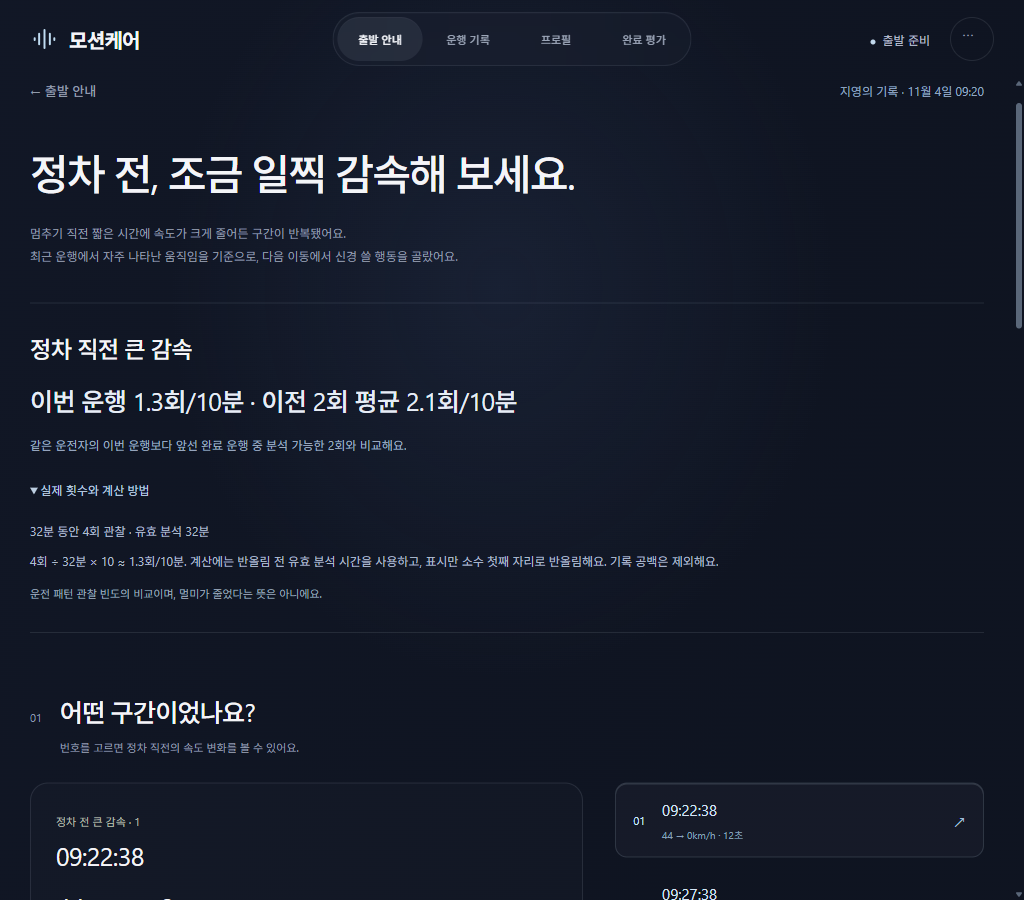 모션케어
출발 안내
운행 기록
프로필
완료 평가
● 출발 준비
...
← 출발 안내
지영의 기록 · 11월 4일 09:20
정차 전, 조금 일찍 감속해 보세요.
멈추기 직전 짧은 시간에 속도가 크게 줄어든 구간이 반복됐어요.
최근 운행에서 자주 나타난 움직임을 기준으로, 다음 이동에서 신경 쓸 행동을 골랐어요.
정차 직전 큰 감속
이번 운행 1.3회/10분 · 이전 2회 평균 2.1회/10분
같은 운전자의 이번 운행보다 앞선 완료 운행 중 분석 가능한 2회와 비교해요.
▼ 실제 횟수와 계산 방법
32분 동안 4회 관찰 · 유효 분석 32분
4회 ÷ 32분 × 10 ≈ 1.3회/10분. 계산에는 반올림 전 유효 분석 시간을 사용하고, 표시만 소수 첫째 자리로 반올림해요. 기록 공백은 제외해요.
운전 패턴 관찰 빈도의 비교이며, 멀미가 줄었다는 뜻은 아니에요.
01 어떤 구간이었나요?
번호를 고르면 정차 직전의 속도 변화를 볼 수 있어요.
정차 전 큰 감속 · 1
09:22:38
01
09:22:38
44 → 0km/h · 12초
↗
09:27:38